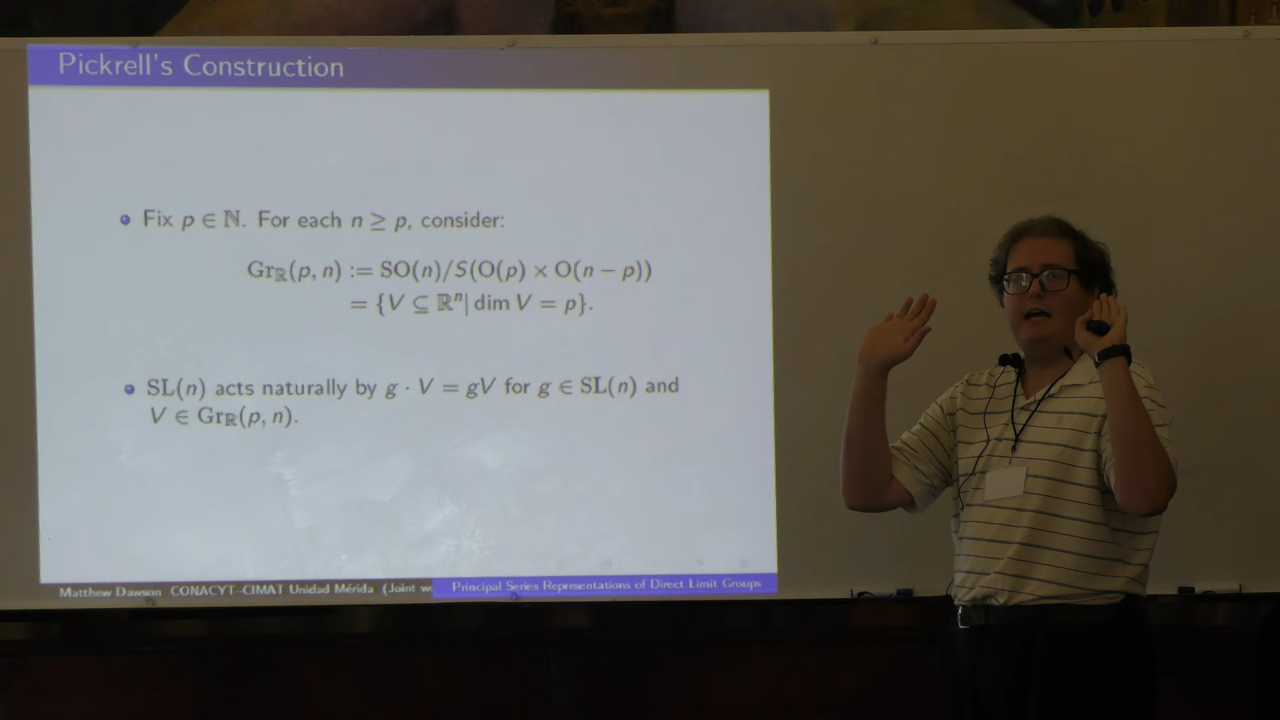 Pickrell's Construction
Fix p ∈ ℕ. For each n ≥ p, consider:
Gr_ℝ(p, n) := SO(n)/S(O(p) × O(n − p))
= {V ⊆ ℝⁿ| dim V = p}.
SL(n) acts naturally by g · V = gV for g ∈ SL(n) and
V ∈ Gr_ℝ(p, n).
Matthew Dawson CONACYT–CIMAT Unidad Mérida (Joint w
Principal Series Representations of Direct Limit Groups